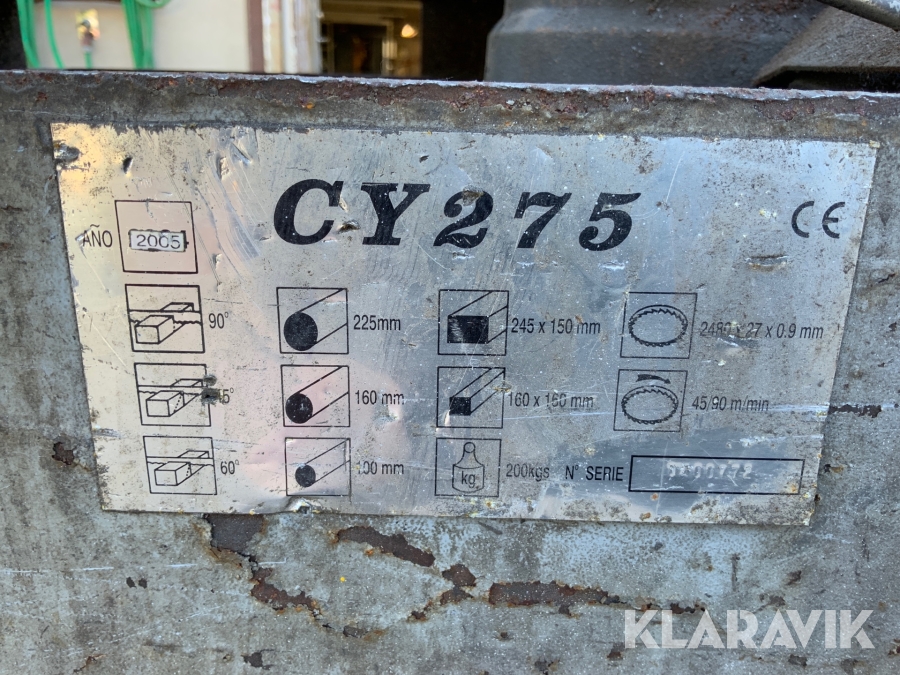 CY275
CE
AÑO 2005
90° 225mm 245 x 150 mm x 27 x 0.9 mm
160 mm 160 x 160 mm 45/90 m/min
60° 100 mm kg 200kgs N° SERIE
KLARAVIK